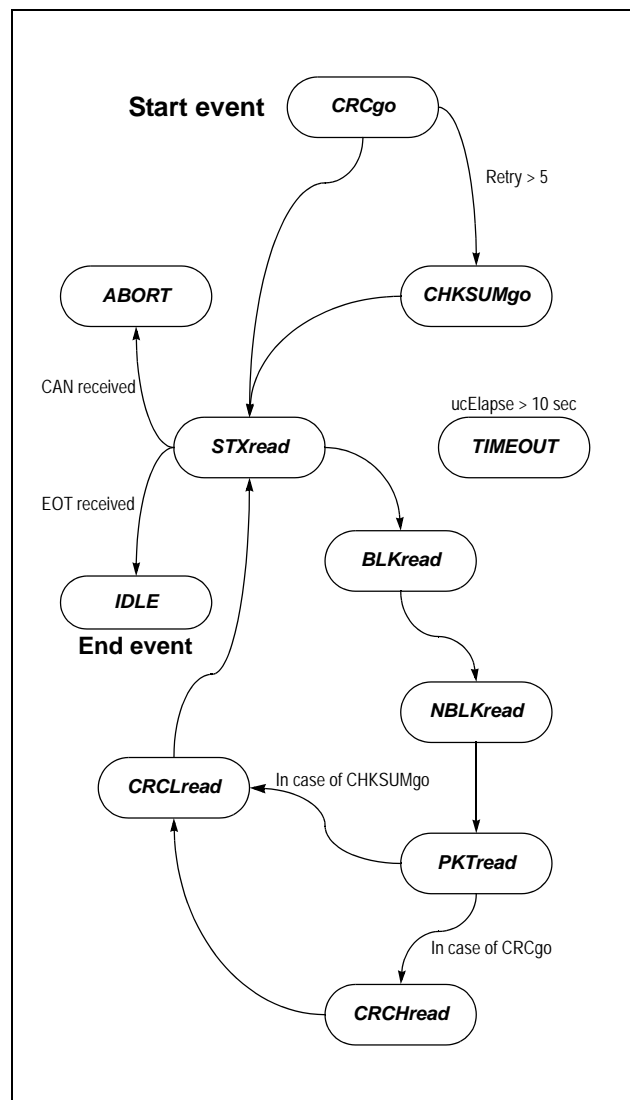 Start event
CRCgo
Retry > 5
ABORT
CHKSUMgo
CAN received
ucElapse > 10 sec
STXread
TIMEOUT
EOT received
BLKread
IDLE
End event
NBLKread
In case of CHKSUMgo
CRCLread
PKTread
In case of CRCgo
CRCHread